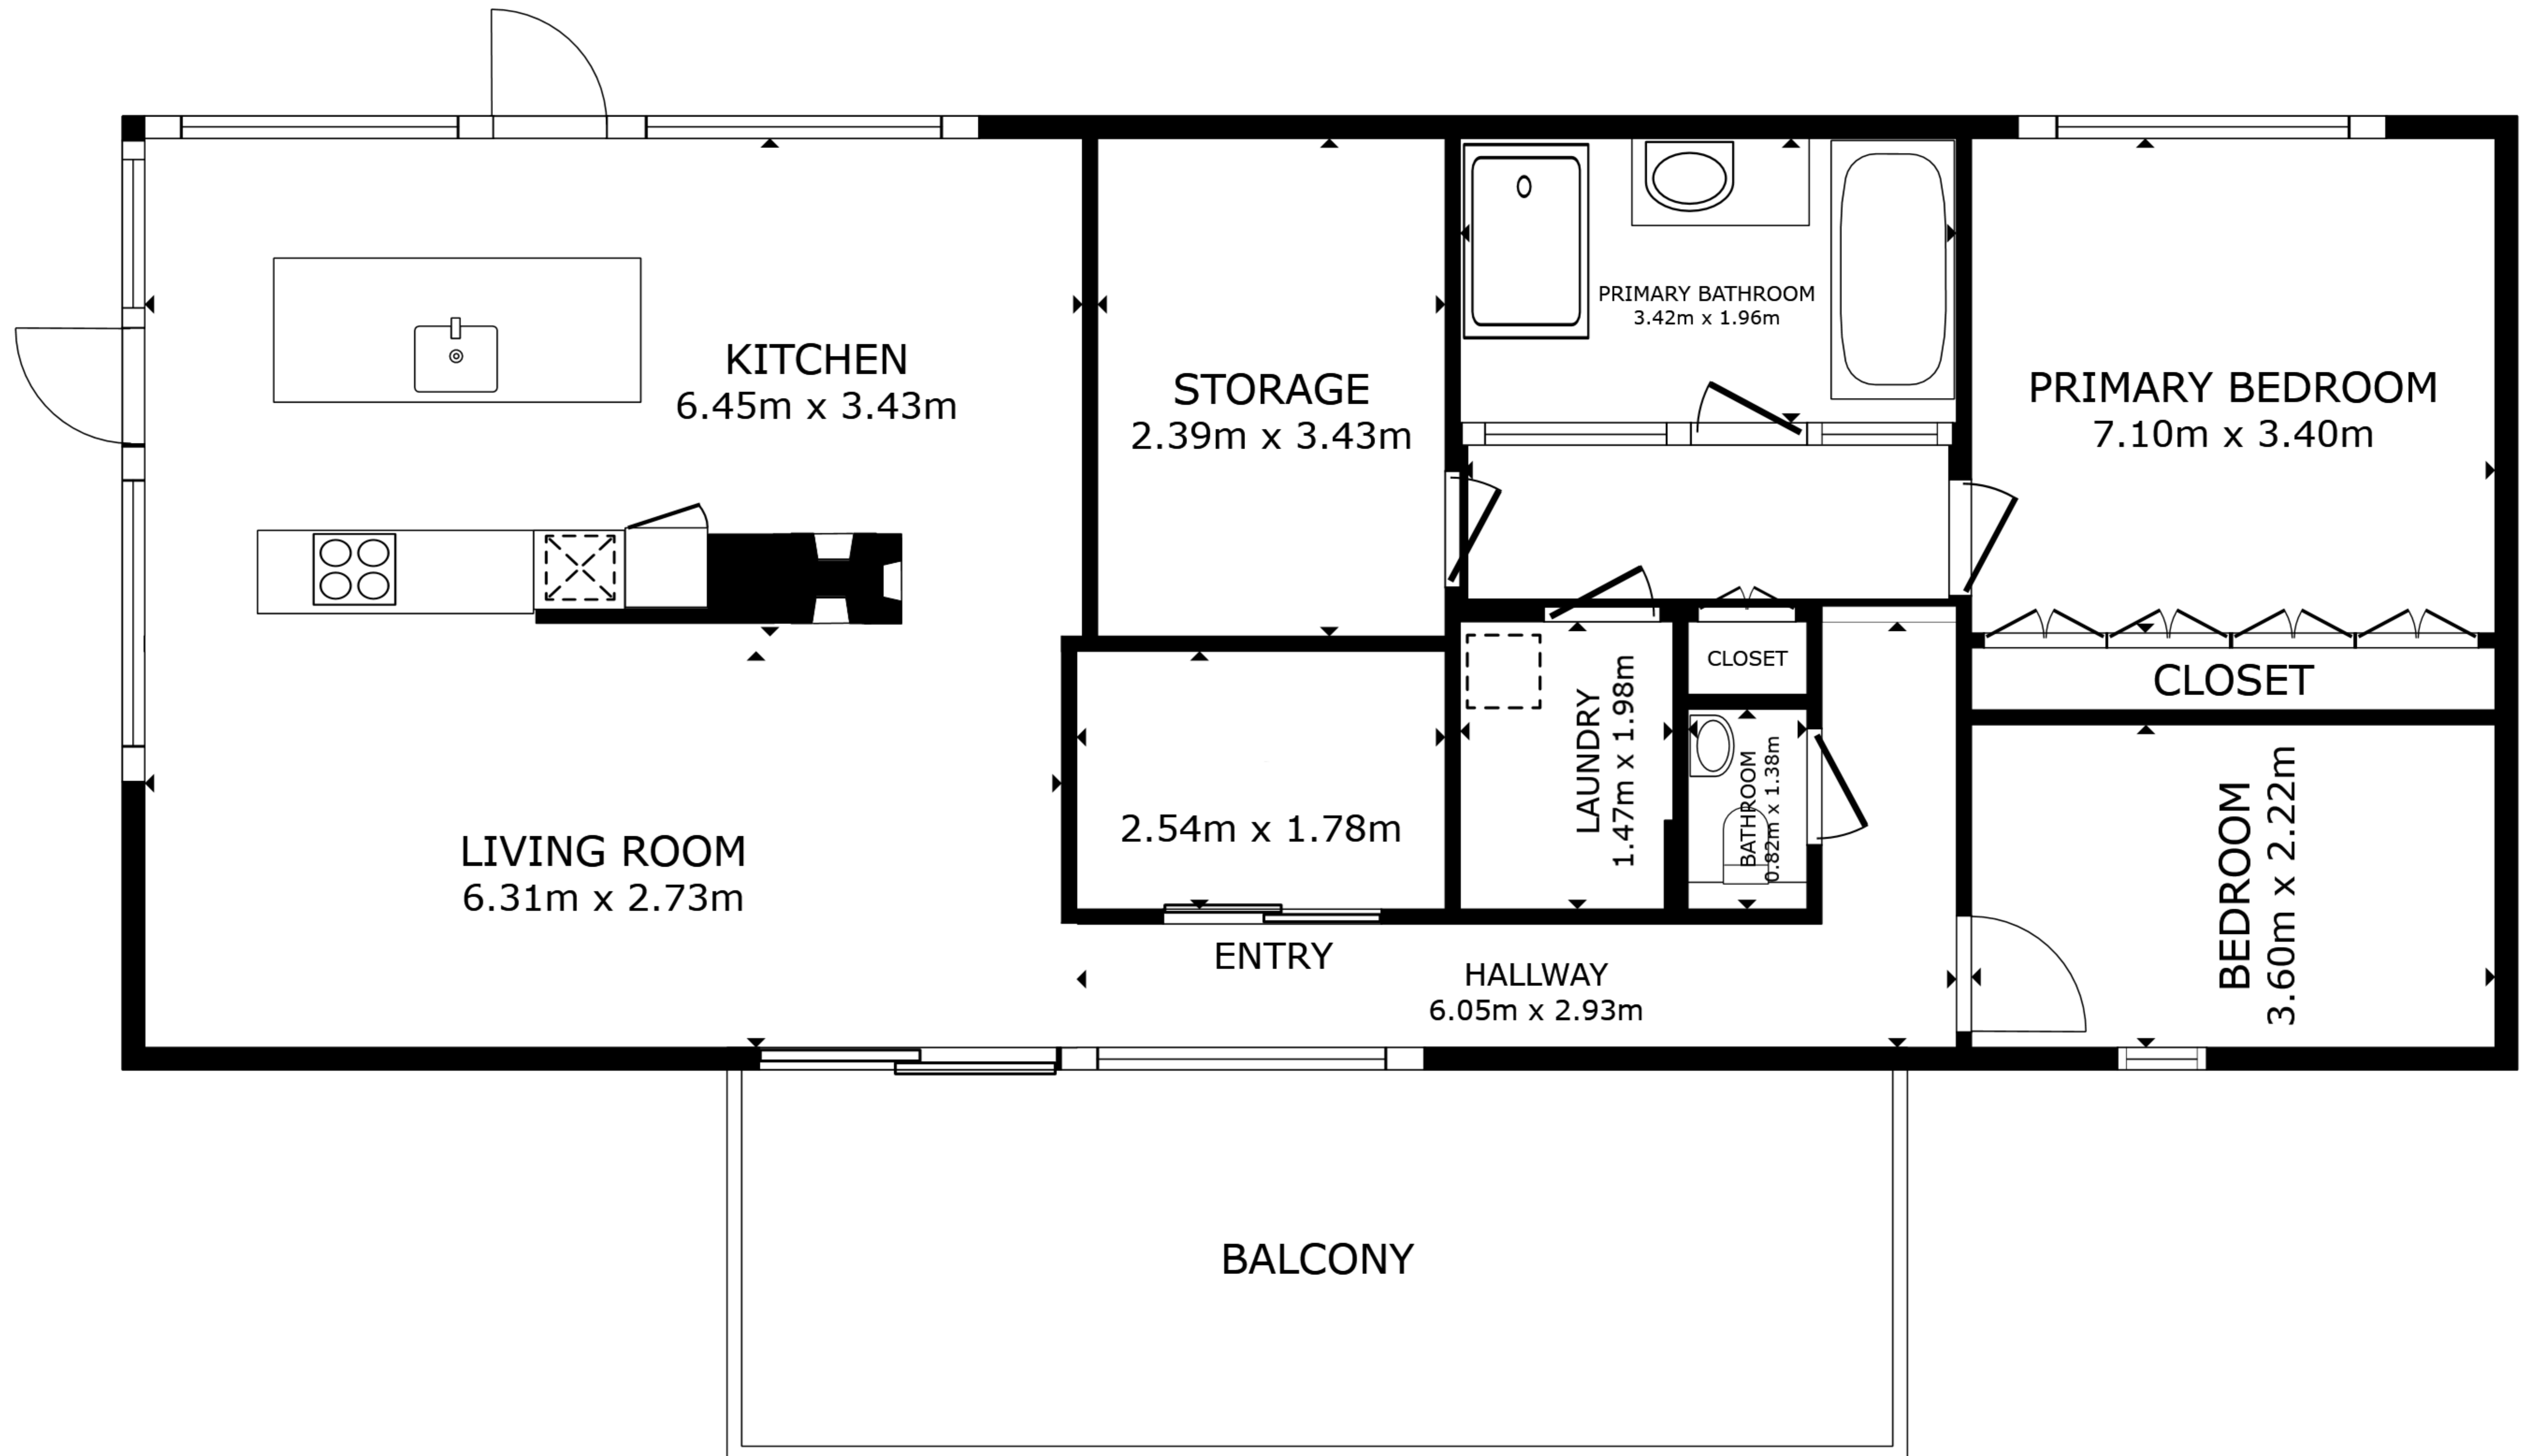 KITCHEN
6.45m x 3.43m
STORAGE
2.39m x 3.43m
PRIMARY BATHROOM
3.42m x 1.96m
PRIMARY BEDROOM
7.10m x 3.40m
CLOSET
LIVING ROOM
6.31m x 2.73m
2.54m x 1.78m
ENTRY
LAUNDRY
1.47m x 1.98m
CLOSET
BATHROOM
0.82m x 1.38m
HALLWAY
6.05m x 2.93m
BEDROOM
3.60m x 2.22m
BALCONY